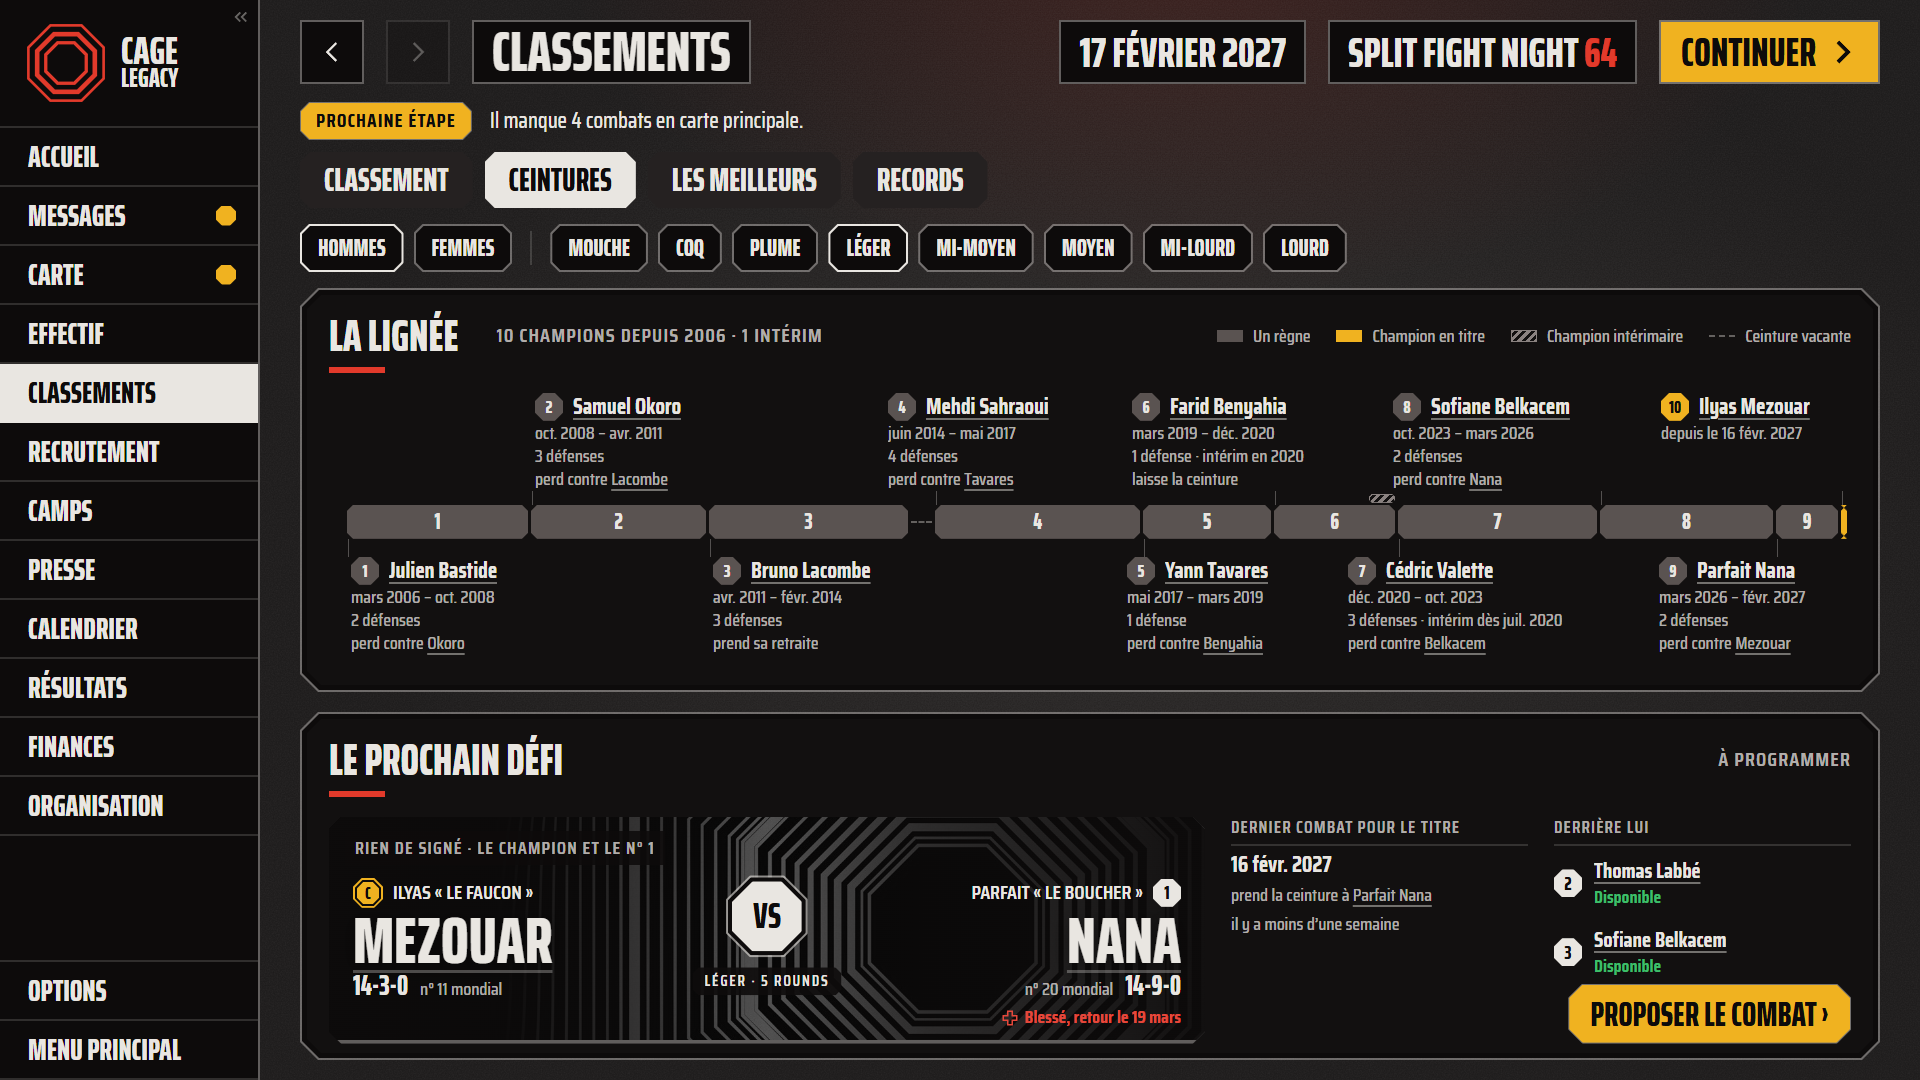 CAGE
LEGACY
ACCUEIL
MESSAGES
CARTE
EFFECTIF
CLASSEMENTS
RECRUTEMENT
CAMPS
PRESSE
CALENDRIER
RÉSULTATS
FINANCES
ORGANISATION
OPTIONS
MENU PRINCIPAL
CLASSEMENTS
17 FÉVRIER 2027
SPLIT FIGHT NIGHT 64
CONTINUER
PROCHAINE ÉTAPE
Il manque 4 combats en carte principale.
CLASSEMENT
CEINTURES
LES MEILLEURS
RECORDS
HOMMES
FEMMES
MOUCHE
COQ
PLUME
LÉGER
MI-MOYEN
MOYEN
MI-LOURD
LOURD
LA LIGNÉE
10 CHAMPIONS DEPUIS 2006 · 1 INTÉRIM
Un règne
Champion en titre
Champion intérimaire
Ceinture vacante
2 Samuel Okoro
oct. 2008 – avr. 2011
3 défenses
perd contre Lacombe
4 Mehdi Sahraoui
juin 2014 – mai 2017
4 défenses
perd contre Tavares
6 Farid Benyahia
mars 2019 – déc. 2020
1 défense · intérim en 2020
laisse la ceinture
8 Sofiane Belkacem
oct. 2023 – mars 2026
2 défenses
perd contre Nana
10 Ilyas Mezouar
depuis le 16 févr. 2027
1 2 3 4 5 6 7 8 9
1 Julien Bastide
mars 2006 – oct. 2008
2 défenses
perd contre Okoro
3 Bruno Lacombe
avr. 2011 – févr. 2014
3 défenses
prend sa retraite
5 Yann Tavares
mai 2017 – mars 2019
1 défense
perd contre Benyahia
7 Cédric Valette
déc. 2020 – oct. 2023
3 défenses · intérim dès juil. 2020
perd contre Belkacem
9 Parfait Nana
mars 2026 – févr. 2027
2 défenses
perd contre Mezouar
LE PROCHAIN DÉFI
À PROGRAMMER
RIEN DE SIGNÉ · LE CHAMPION ET LE N° 1
C ILYAS « LE FAUCON »
MEZOUAR
14-3-0 n° 11 mondial
VS
LÉGER · 5 ROUNDS
PARFAIT « LE BOUCHER » 1
NANA
n° 20 mondial 14-9-0
Blessé, retour le 19 mars
DERNIER COMBAT POUR LE TITRE
16 févr. 2027
prend la ceinture à Parfait Nana
il y a moins d'une semaine
DERRIÈRE LUI
2 Thomas Labbé
Disponible
3 Sofiane Belkacem
Disponible
PROPOSER LE COMBAT ›